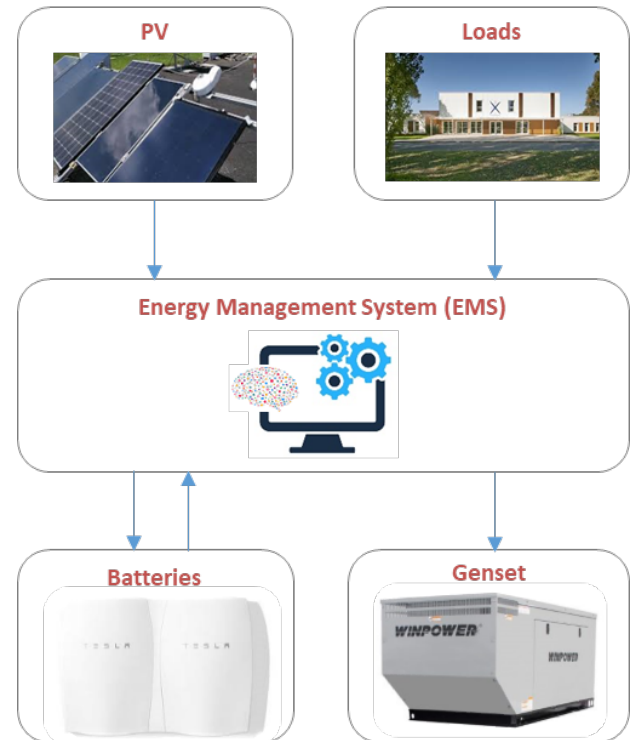 PV
Loads
Energy Management System (EMS)
Batteries
Genset
TESLA
TESLA
WINPOWER
WINPOWER